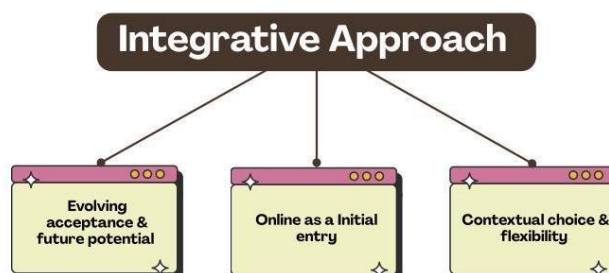 Integrative Approach
Evolving
acceptance &
future potential
Online as a Initial
entry
Contextual choice &
flexibility